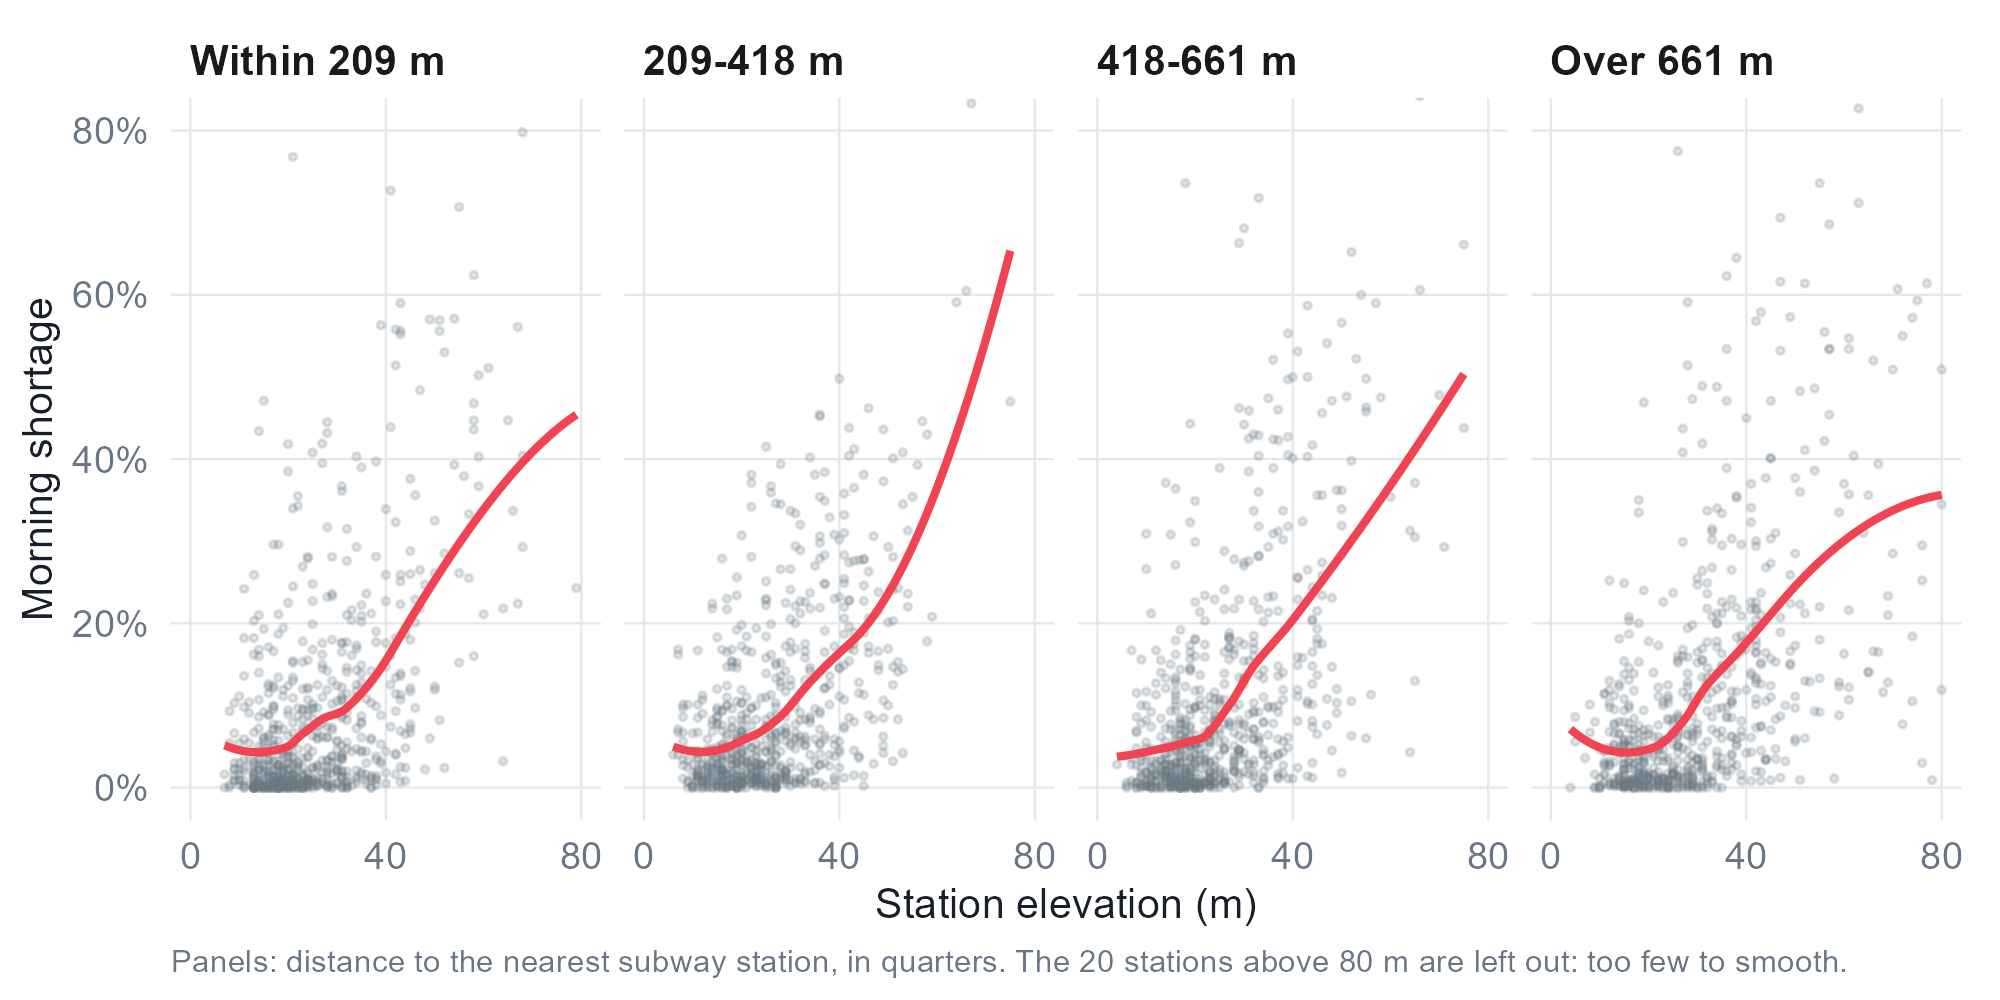 Within 209 m
209-418 m
418-661 m
Over 661 m
80%
60%
40%
20%
0%
Morning shortage
0 40 80 0 40 80 0 40 80 0 40 80
Station elevation (m)
Panels: distance to the nearest subway station, in quarters. The 20 stations above 80 m are left out: too few to smooth.